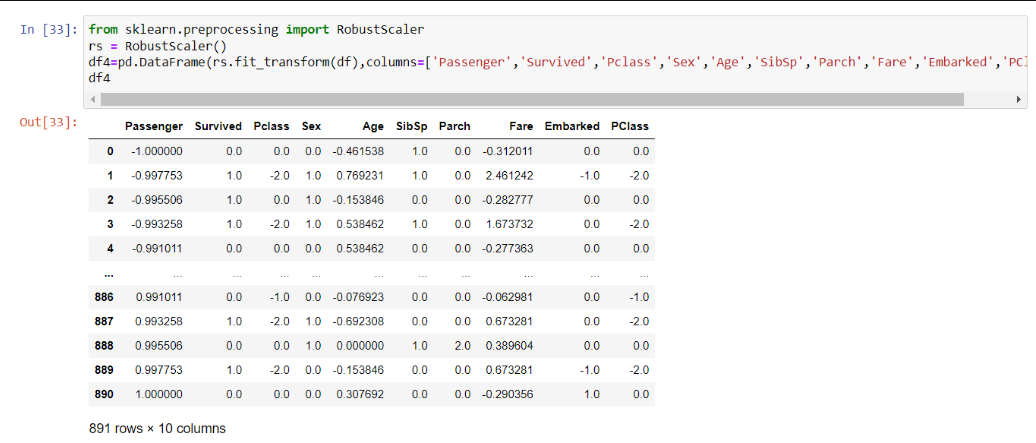 In [33]: from sklearn.preprocessing import RobustScaler
rs = RobustScaler()
df4=pd.DataFrame(rs.fit_transform(df),columns=['Passenger','Survived','Pclass','Sex','Age','SibSp','Parch','Fare','Embarked','PCl
df4
Out[33]:
Passenger Survived Pclass Sex Age SibSp Parch Fare Embarked PClass
0 -1.000000 0.0 0.0 0.0 -0.461538 1.0 0.0 -0.312011 0.0 0.0
1 -0.997753 1.0 -2.0 1.0 0.769231 1.0 0.0 2.461242 -1.0 -2.0
2 -0.995506 1.0 0.0 1.0 -0.153846 0.0 0.0 -0.282777 0.0 0.0
3 -0.993258 1.0 -2.0 1.0 0.538462 1.0 0.0 1.673732 0.0 -2.0
4 -0.991011 0.0 0.0 0.0 0.538462 0.0 0.0 -0.277363 0.0 0.0
... ... ... ... ... ... ... ... ... ... ...
886 0.991011 0.0 -1.0 0.0 -0.076923 0.0 0.0 -0.062981 0.0 -1.0
887 0.993258 1.0 -2.0 1.0 -0.692308 0.0 0.0 0.673281 0.0 -2.0
888 0.995506 0.0 0.0 1.0 0.000000 1.0 2.0 0.389604 0.0 0.0
889 0.997753 1.0 -2.0 0.0 -0.153846 0.0 0.0 0.673281 -1.0 -2.0
890 1.000000 0.0 0.0 0.0 0.307692 0.0 0.0 -0.290356 1.0 0.0
891 rows × 10 columns